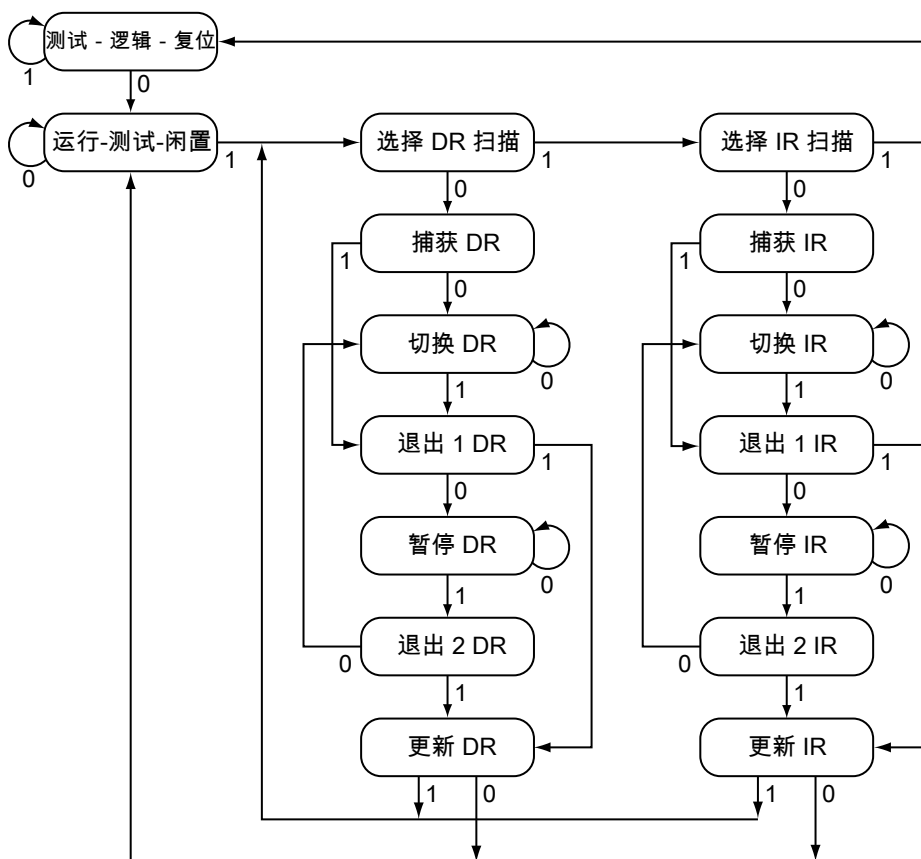 测试 - 逻辑 - 复位
1
0
运行-测试-闲置
0
1
选择 DR 扫描
1
选择 IR 扫描
1
0
0
捕获 DR
1
捕获 IR
1
0
0
切换 DR
0
切换 IR
0
1
1
退出 1 DR
1
退出 1 IR
1
0
0
暂停 DR
0
暂停 IR
0
1
1
退出 2 DR
0
退出 2 IR
0
1
1
更新 DR
更新 IR
1
0
1
0